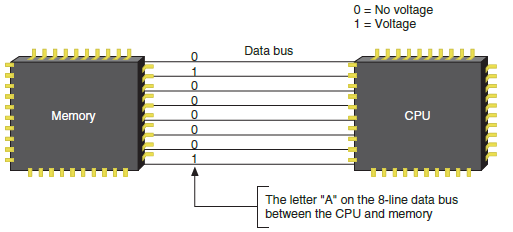 0 = No voltage
1 = Voltage
Data bus
0
1
0
0
0
0
0
1
Memory
CPU
The letter "A" on the 8-line data bus
between the CPU and memory